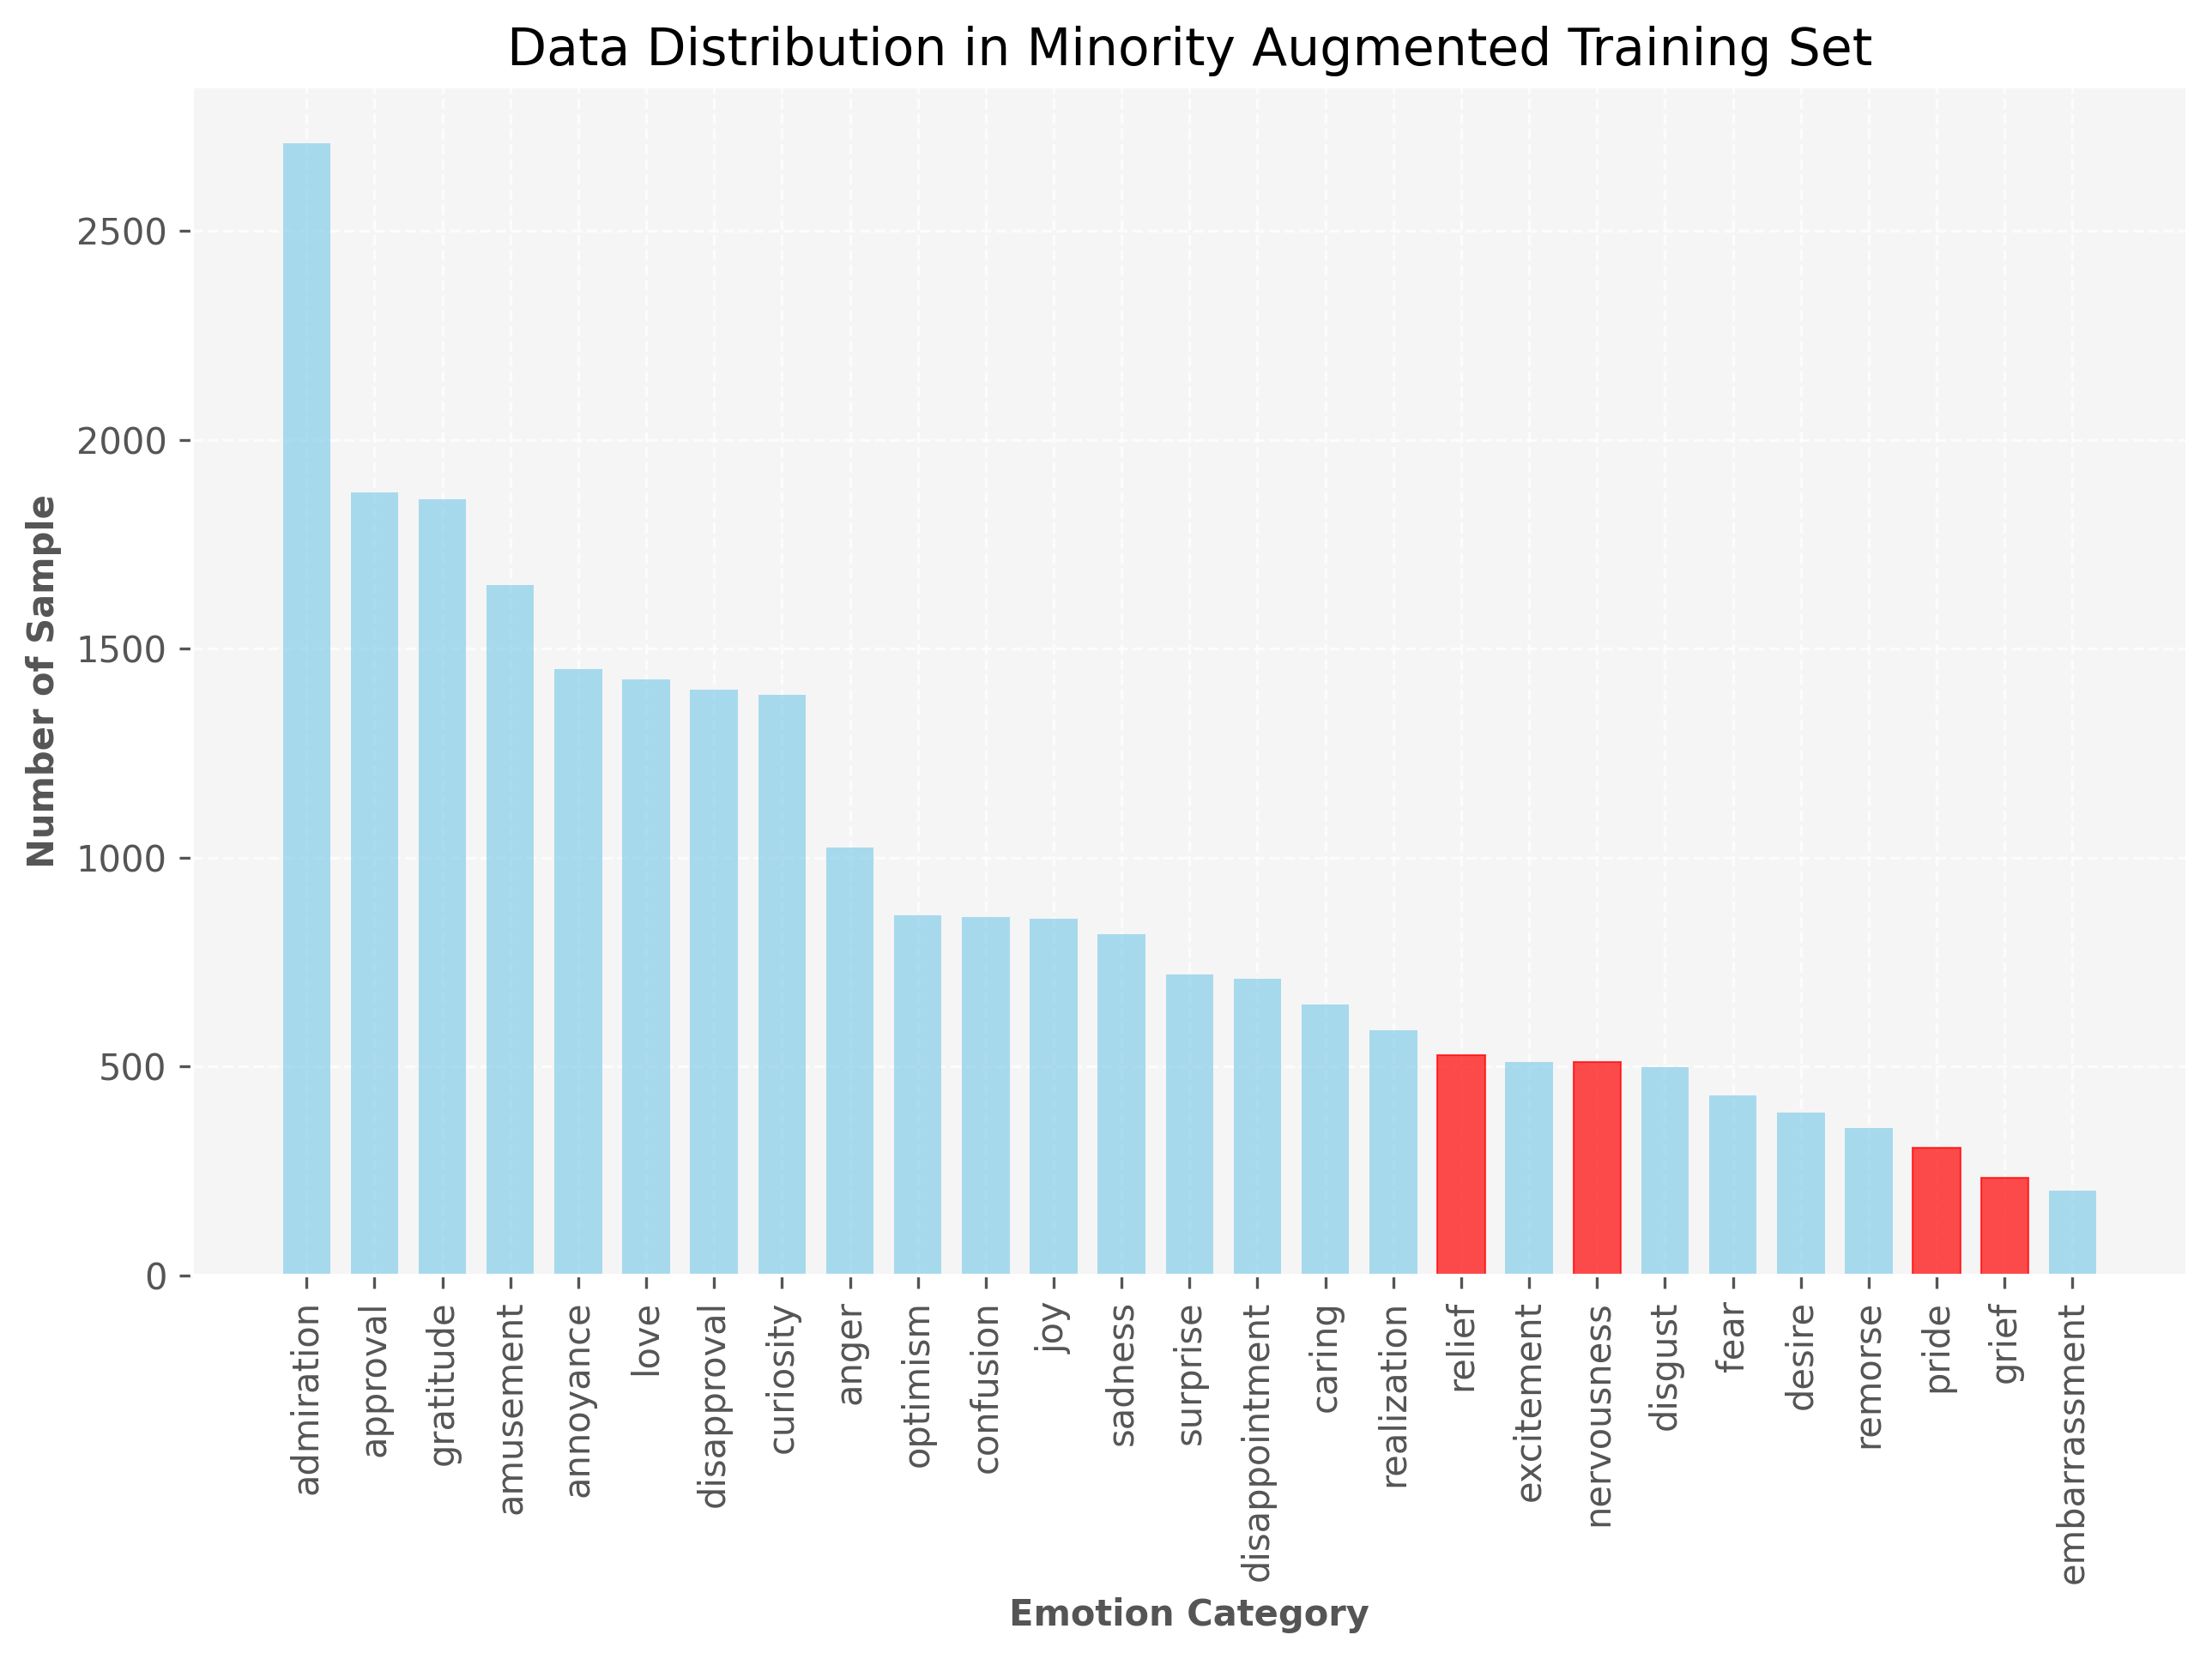 Data Distribution in Minority Augmented Training Set
Number of Sample
2500
2000
1500
1000
500
0
admiration
approval
gratitude
amusement
annoyance
love
disapproval
curiosity
anger
optimism
confusion
joy
sadness
surprise
disappointment
caring
realization
relief
excitement
nervousness
disgust
fear
desire
remorse
pride
grief
embarrassment
Emotion Category